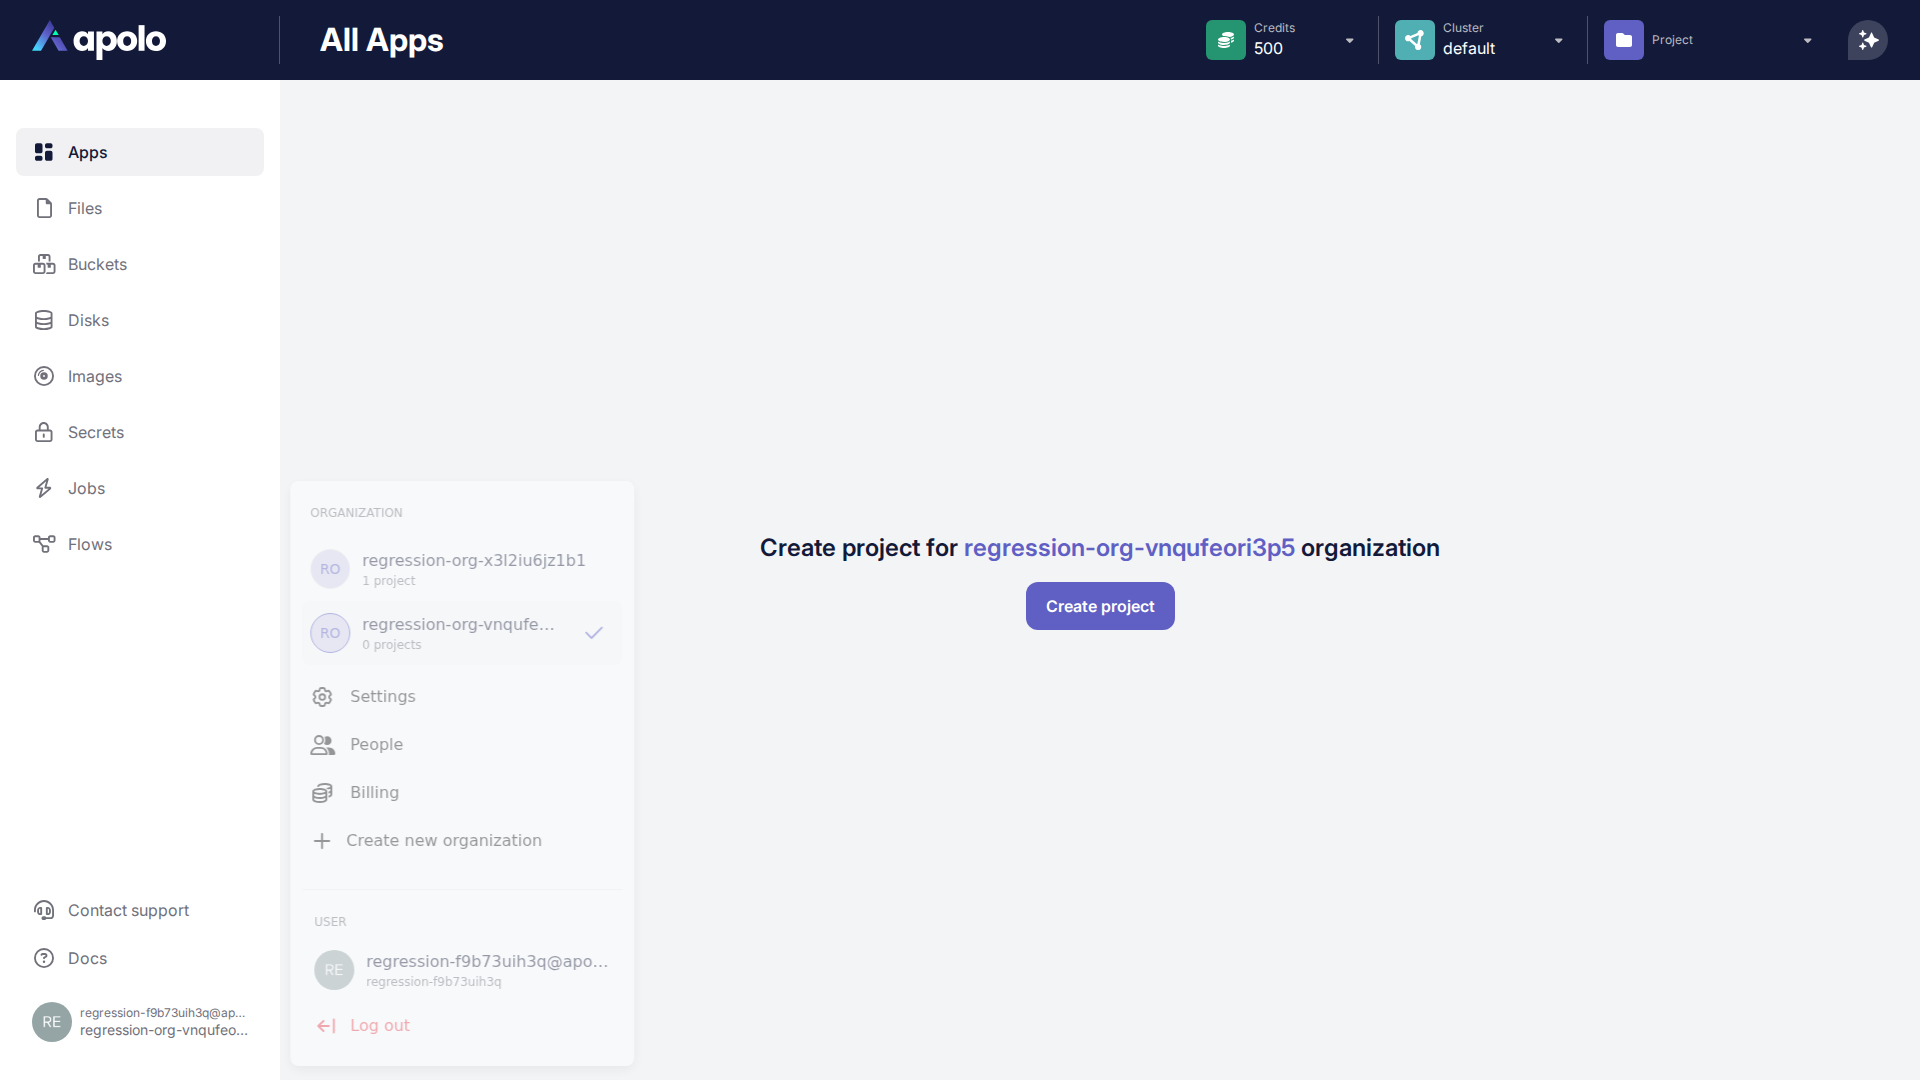 apolo
All Apps
Credits
500
Cluster
default
Project
Apps
Files
Buckets
Disks
Images
Secrets
Jobs
Flows
Contact support
Docs
RE
regression-f9b73uih3q@ap...
regression-org-vnqufeo...
ORGANIZATION
RO
regression-org-x3l2iu6jz1b1
1 project
RO
regression-org-vnqufe...
0 projects
Settings
People
Billing
Create new organization
USER
RE
regression-f9b73uih3q@apo...
regression-f9b73uih3q
Log out
Create project for regression-org-vnqufeori3p5 organization
Create project